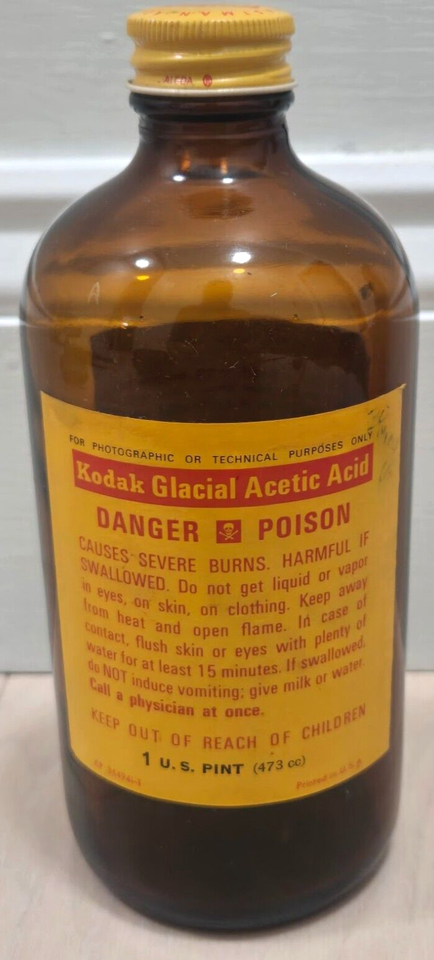 FOR PHOTOGRAPHIC OR TECHNICAL PURPOSES ONLY
Kodak Glacial Acetic Acid
DANGER POISON
CAUSES SEVERE BURNS. HARMFUL IF
SWALLOWED. Do not get liquid or vapor
in eyes, on skin, on clothing. Keep away
from heat and open flame. In case of
contact, flush skin or eyes with plenty of
water for at least 15 minutes. If swallowed,
do NOT induce vomiting; give milk or water.
Call a physician at once.
KEEP OUT OF REACH OF CHILDREN
1 U.S. PINT (473 cc)
Printed in U.S.A.